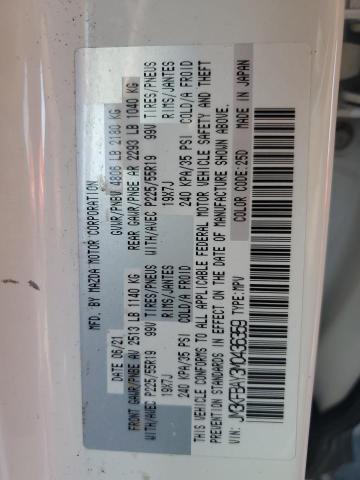 MFD. BY MAZDA MOTOR CORPORATION
DATE 06/21 GVWR/PNBV 4806 LB 2180 KG
FRONT GAWR/PNBE AV 2513 LB 1140 KG REAR GAWR/PNBE AR 2293 LB 1040 KG
WITH/AVEC P225/55R19 99V TIRES/PNEUS WITH/AVEC P225/55R19 99V TIRES/PNEUS
19X7J RIMS/JANTES 19X7J RIMS/JANTES
240 KPA/35 PSI COLD/A FROID 240 KPA/35 PSI COLD/A FROID
THIS VEHICLE CONFORMS TO ALL APPLICABLE FEDERAL MOTOR VEHICLE SAFETY AND THEFT
PREVENTION STANDARDS IN EFFECT ON THE DATE OF MANUFACTURE SHOWN ABOVE.
VIN: JM3KFBAY3M0436359 TYPE:MPV COLOR CODE:25D MADE IN JAPAN